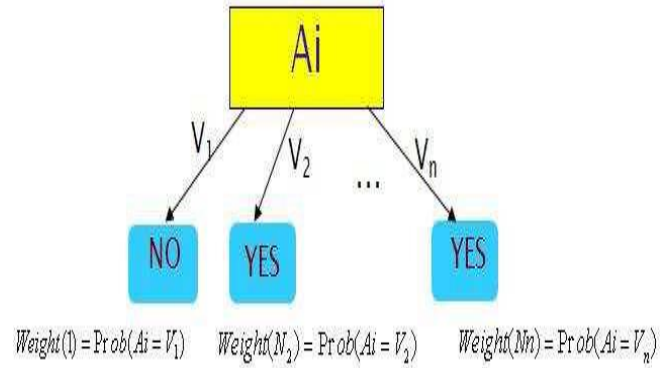 Ai
V₁ V₂ ... Vₙ
NO YES YES
Weight(1) = Prob(Ai = V₁) Weight(N₂) = Prob(Ai = V₂) Weight(Nn) = Prob(Ai = Vₙ)